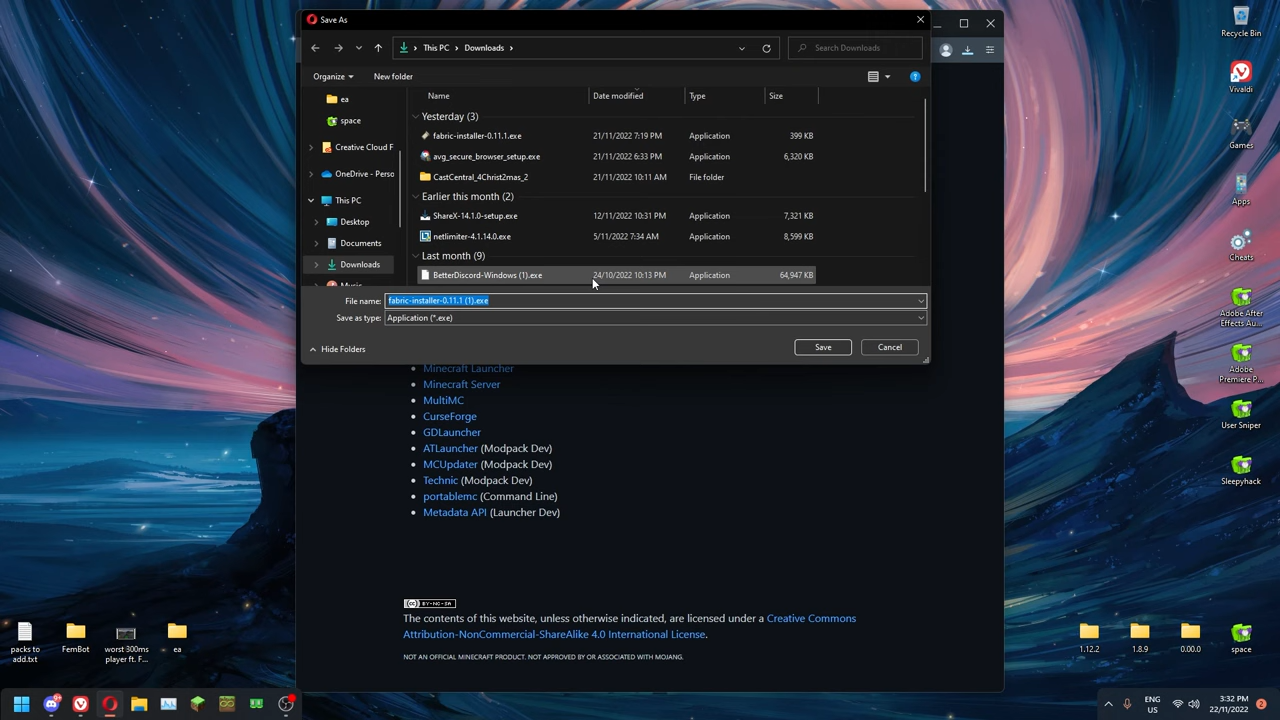 Save As
This PC
Downloads
Search Downloads
Organize
New folder
Name
Date modified
Type
Size
ea
space
Creative Cloud F
OneDrive - Perso
This PC
Desktop
Documents
Downloads
Yesterday (3)
fabric-installer-0.11.1.exe 21/11/2022 7:19 PM Application 399 KB
avg_secure_browser_setup.exe 21/11/2022 6:33 PM Application 6,320 KB
CastCentral_4Christ2mas_2 21/11/2022 10:11 AM File folder
Earlier this month (2)
ShareX-14.1.0-setup.exe 12/11/2022 10:31 PM Application 7,321 KB
netlimiter-4.1.14.0.exe 5/11/2022 7:34 AM Application 8,599 KB
Last month (9)
BetterDiscord-Windows (1).exe 24/10/2022 10:13 PM Application 64,947 KB
File name: fabric-installer-0.11.1 (1).exe
Save as type: Application (*.exe)
Hide Folders
Save
Cancel
Minecraft Launcher
Minecraft Server
MultiMC
CurseForge
GDLauncher
ATLauncher (Modpack Dev)
MCUpdater (Modpack Dev)
Technic (Modpack Dev)
portablemc (Command Line)
Metadata API (Launcher Dev)
CC BY-NC-SA
The contents of this website, unless otherwise indicated, are licensed under a Creative Commons
Attribution-NonCommercial-ShareAlike 4.0 International License.
NOT AN OFFICIAL MINECRAFT PRODUCT. NOT APPROVED BY OR ASSOCIATED WITH MOJANG.
Recycle Bin
Vivaldi
Games
Apps
Cheats
Adobe After
Effects Au...
Adobe
Premiere P...
User Sniper
Sleepyhack
packs to
add.txt
FemBot
worst 300ms
player ft. F...
ea
1.12.2
1.8.9
0.00.0
space
ENG
US
3:32 PM
22/11/2022
2